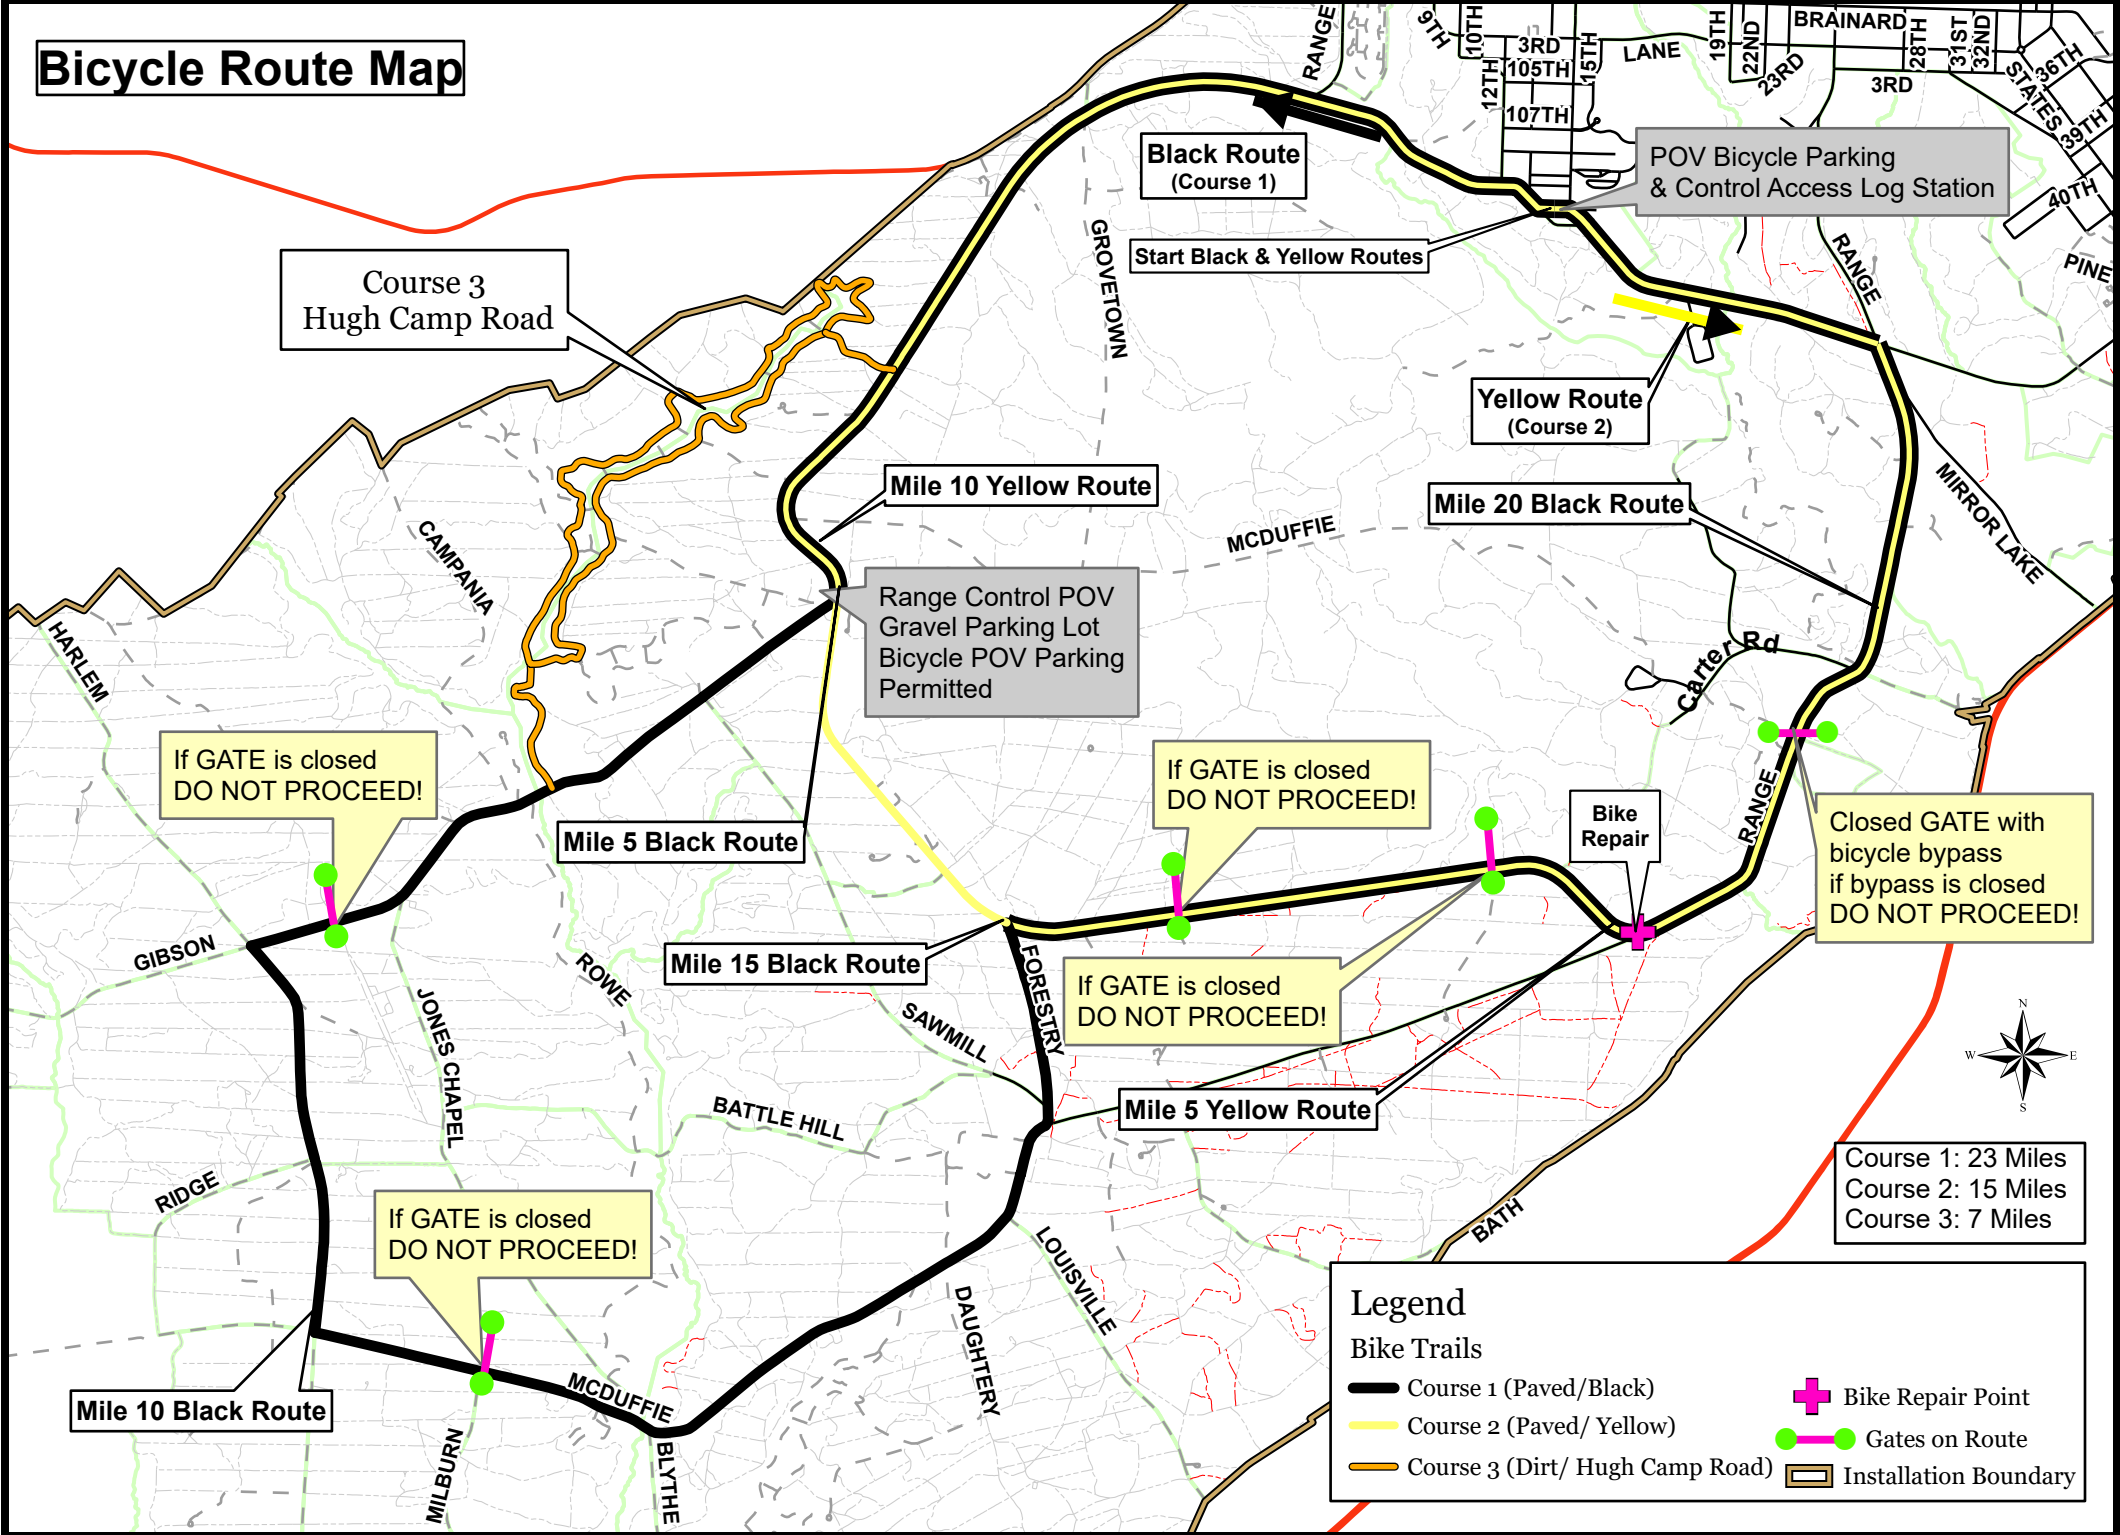 Bicycle Route Map
RANGE
9TH
10TH
12TH
3RD
105TH
107TH
15TH
LANE
19TH
22ND
23RD
BRAINARD
3RD
28TH
31ST
32ND
STATES
36TH
39TH
40TH
PINE
Black Route
(Course 1)
POV Bicycle Parking
& Control Access Log Station
Start Black & Yellow Routes
GROVETOWN
RANGE
Course 3
Hugh Camp Road
Yellow Route
(Course 2)
Mile 10 Yellow Route
Mile 20 Black Route
MIRROR LAKE
MCDUFFIE
CAMPANIA
HARLEM
Range Control POV
Gravel Parking Lot
Bicycle POV Parking
Permitted
Carter Rd
If GATE is closed
DO NOT PROCEED!
If GATE is closed
DO NOT PROCEED!
Bike
Repair
RANGE
Closed GATE with
bicycle bypass
if bypass is closed
DO NOT PROCEED!
Mile 5 Black Route
GIBSON
Mile 15 Black Route
ROWE
JONES CHAPEL
FORESTRY
SAWMILL
If GATE is closed
DO NOT PROCEED!
Mile 5 Yellow Route
BATTLE HILL
RIDGE
N
W
E
S
Course 1: 23 Miles
Course 2: 15 Miles
Course 3: 7 Miles
If GATE is closed
DO NOT PROCEED!
BATH
LOUISVILLE
DAUGHTERY
Mile 10 Black Route
MCDUFFIE
MILBURN
BLYTHE
Legend
Bike Trails
Course 1 (Paved/Black)
Course 2 (Paved/ Yellow)
Course 3 (Dirt/ Hugh Camp Road)
Bike Repair Point
Gates on Route
Installation Boundary